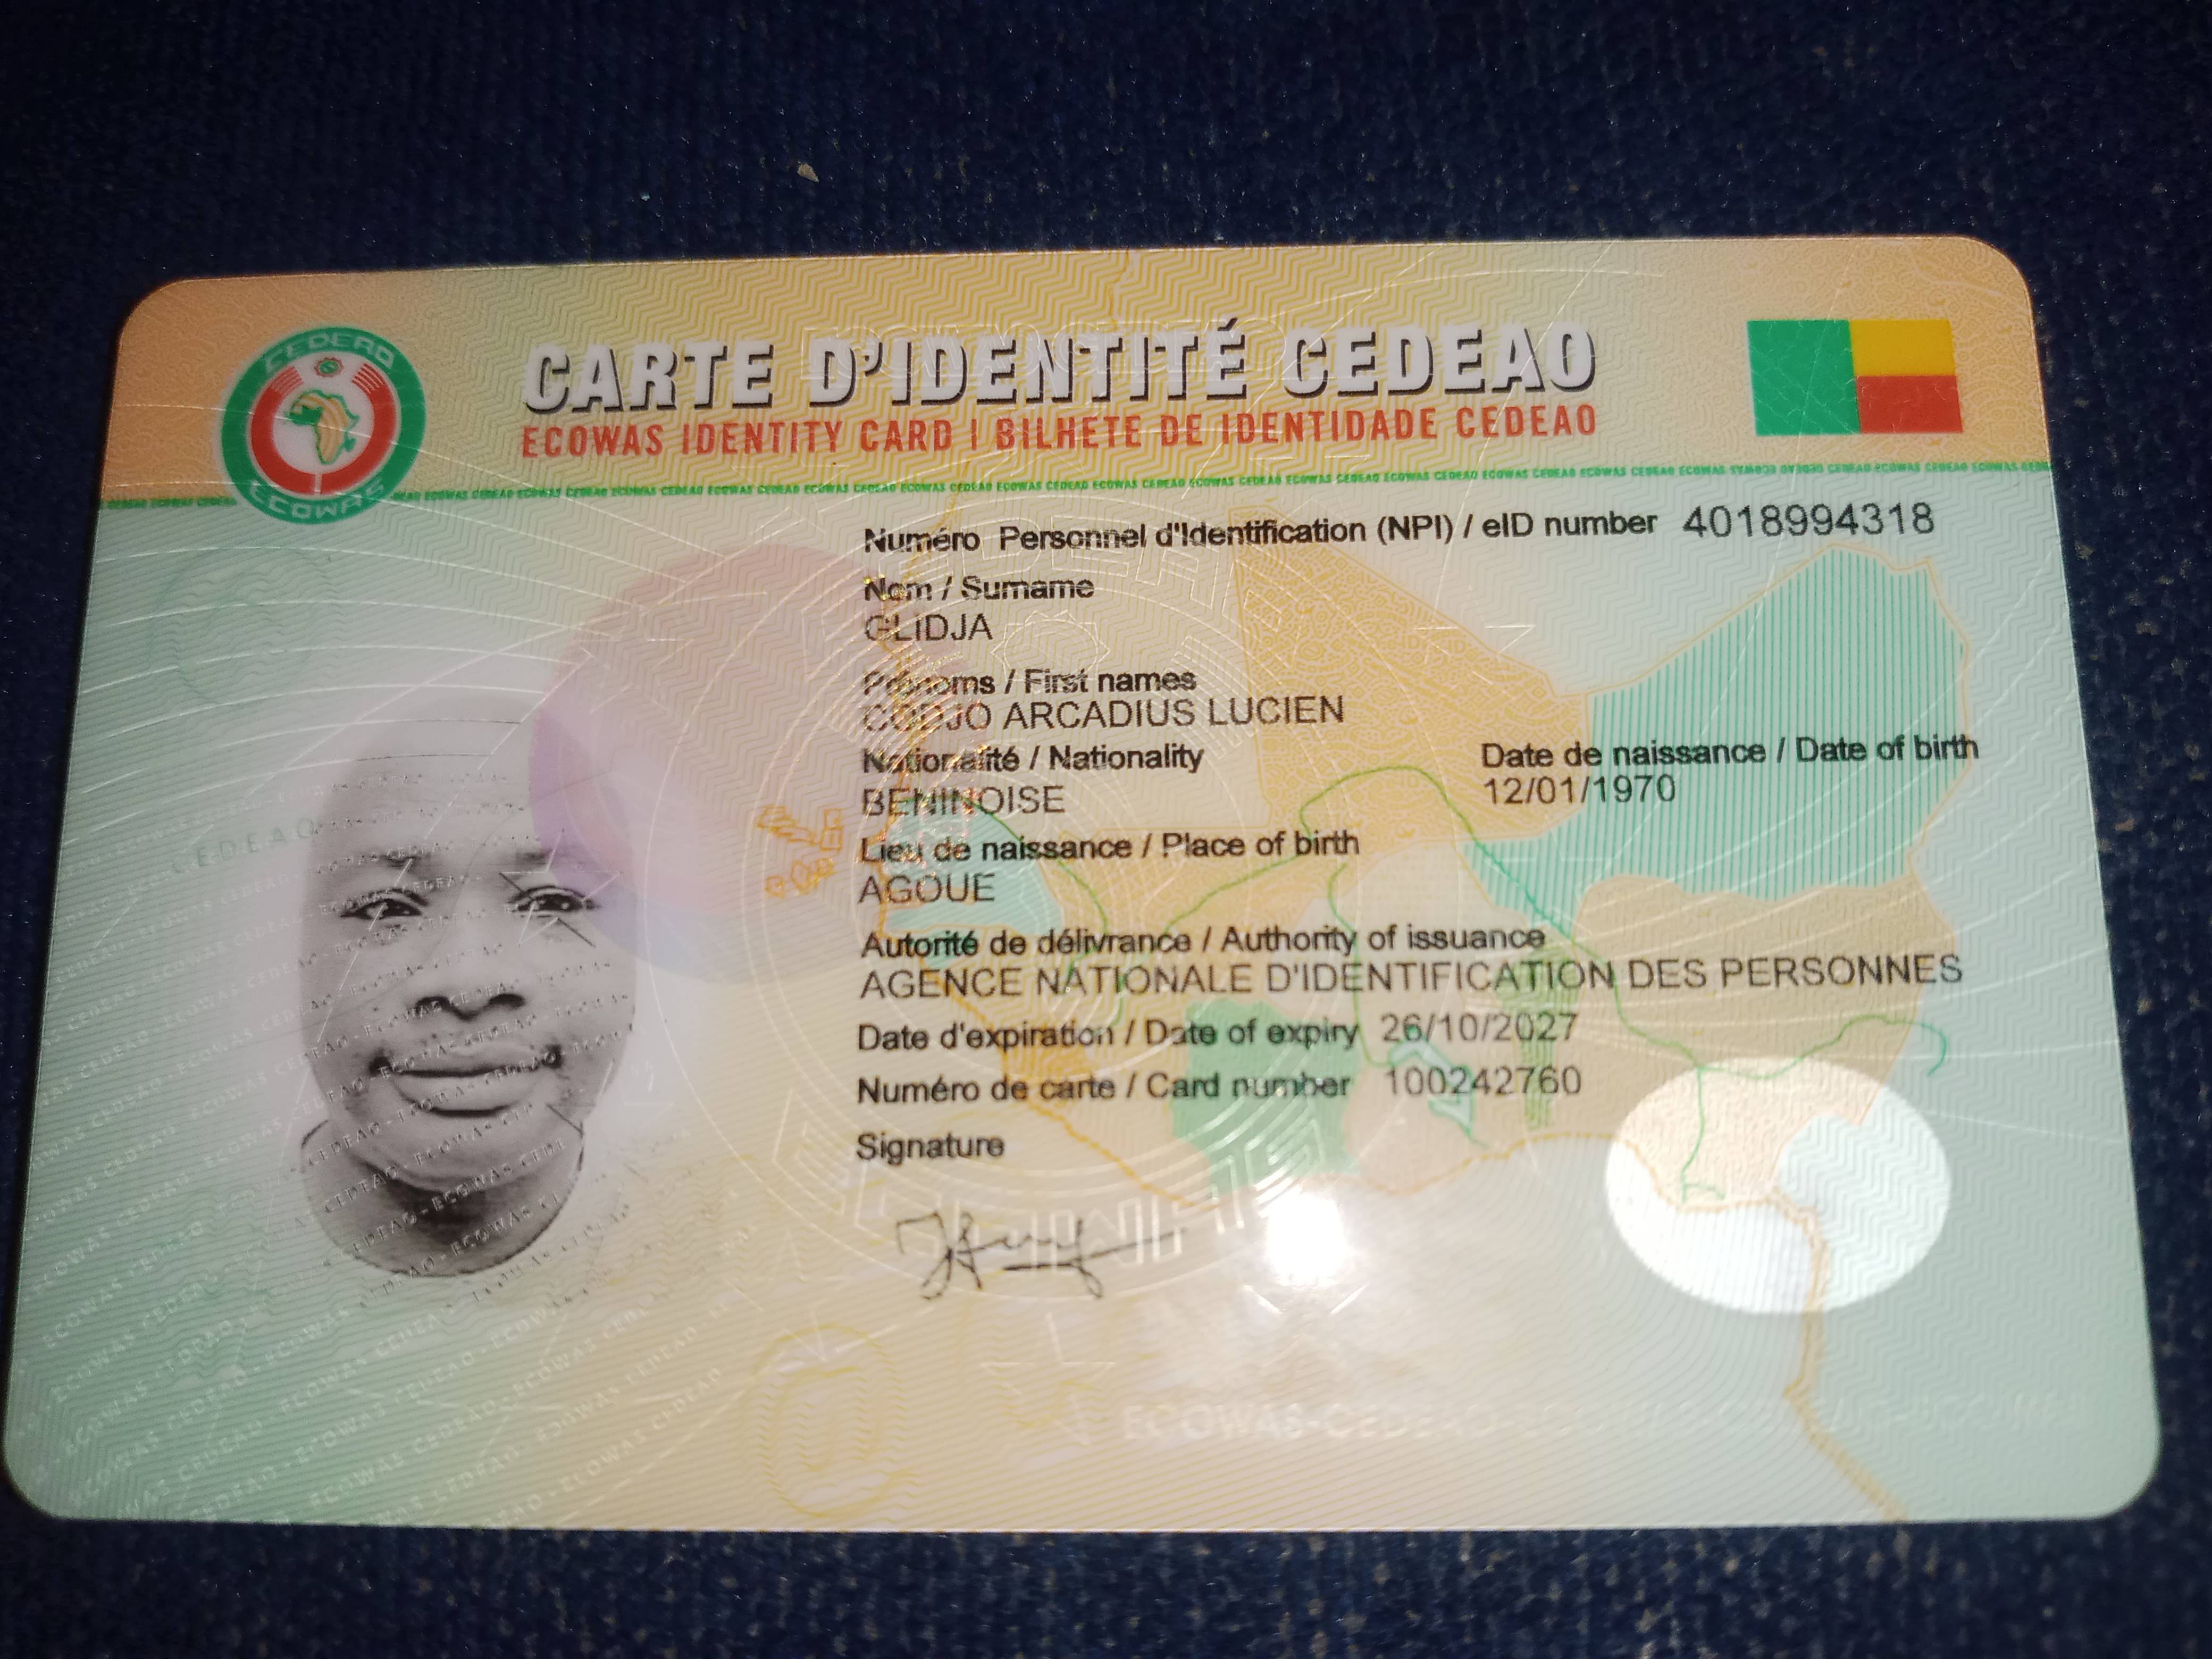 CEDEAO
ECOWAS
CARTE D'IDENTITÉ CEDEAO
ECOWAS IDENTITY CARD | BILHETE DE IDENTIDADE CEDEAO
Numéro Personnel d'Identification (NPI) / eID number 4018994318
Nom / Surname
GLIDJA
Prénoms / First names
CODJO ARCADIUS LUCIEN
Nationalité / Nationality
BENINOISE
Date de naissance / Date of birth
12/01/1970
Lieu de naissance / Place of birth
AGOUE
Autorité de délivrance / Authority of issuance
AGENCE NATIONALE D'IDENTIFICATION DES PERSONNES
Date d'expiration / Date of expiry 26/10/2027
Numéro de carte / Card number 100242760
Signature
ECOWAS-CEDEAO